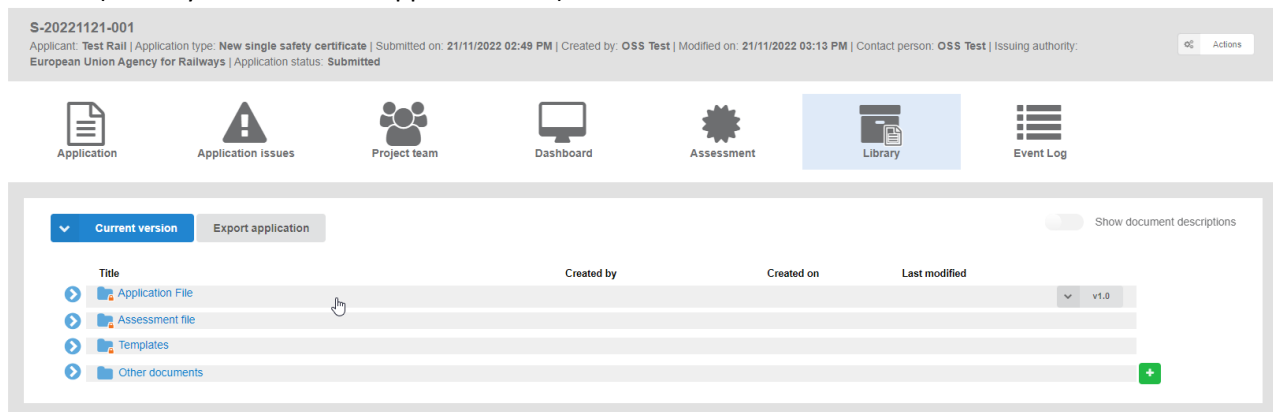 S-20221121-001
Applicant: Test Rail | Application type: New single safety certificate | Submitted on: 21/11/2022 02:49 PM | Created by: OSS Test | Modified on: 21/11/2022 03:13 PM | Contact person: OSS Test | Issuing authority:
European Union Agency for Railways | Application status: Submitted
Actions
Application
Application issues
Project team
Dashboard
Assessment
Library
Event Log
Current version
Export application
Show document descriptions
Title Created by Created on Last modified
Application File v1.0
Assessment file
Templates
Other documents